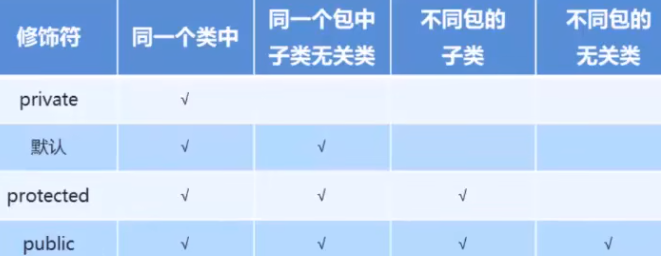 修饰符 同一个类中 同一个包中 不同包的 不同包的
子类无关类 子类 无关类
private √
默认 √ √
protected √ √ √
public √ √ √ √